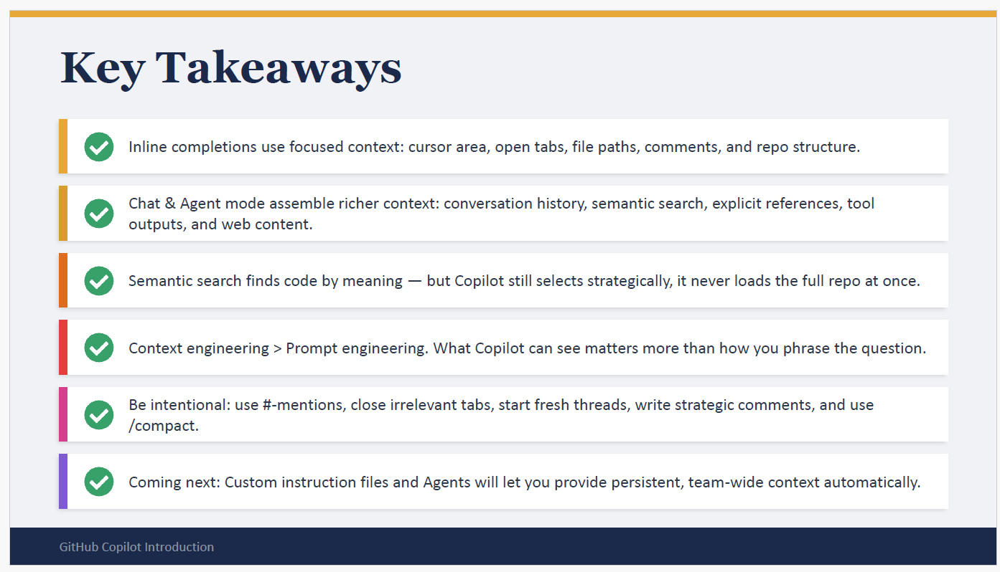 Key Takeaways
Inline completions use focused context: cursor area, open tabs, file paths, comments, and repo structure.
Chat & Agent mode assemble richer context: conversation history, semantic search, explicit references, tool
outputs, and web content.
Semantic search finds code by meaning — but Copilot still selects strategically, it never loads the full repo at once.
Context engineering > Prompt engineering. What Copilot can see matters more than how you phrase the question.
Be intentional: use #-mentions, close irrelevant tabs, start fresh threads, write strategic comments, and use
/compact.
Coming next: Custom instruction files and Agents will let you provide persistent, team-wide context automatically.
GitHub Copilot Introduction